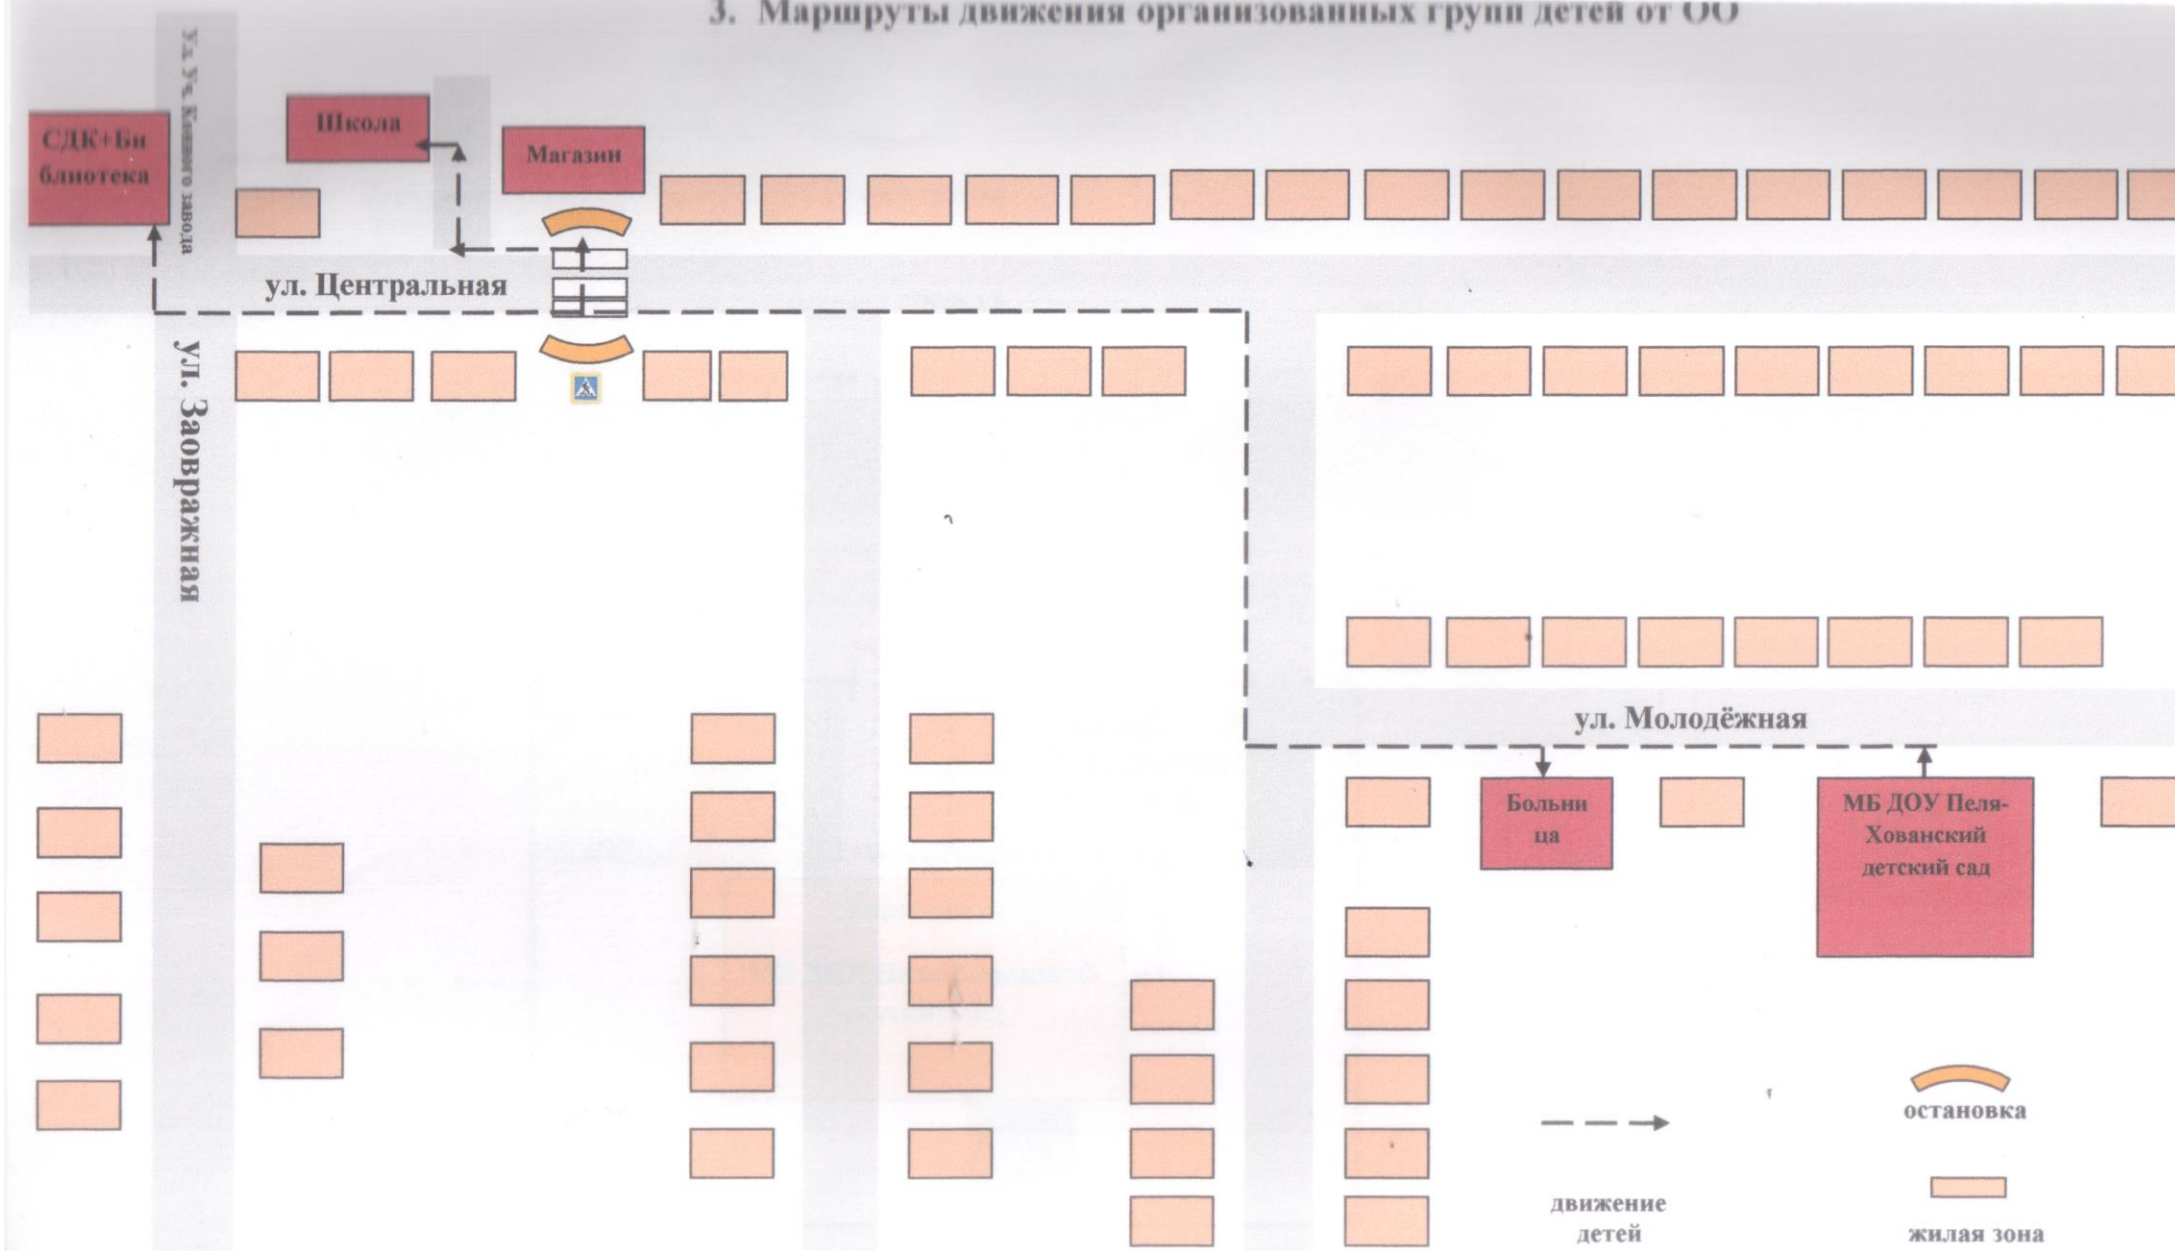 3. Маршруты движения организованных групп детей от ОО
СДК+Би
блиотека
Школа
Магазин
завода
ул. Центральная
ул. Заовражная
ул. Молодёжная
Больни
ца
МБ ДОУ Пеля-
Хованский
детский сад
остановка
движение
детей
жилая зона